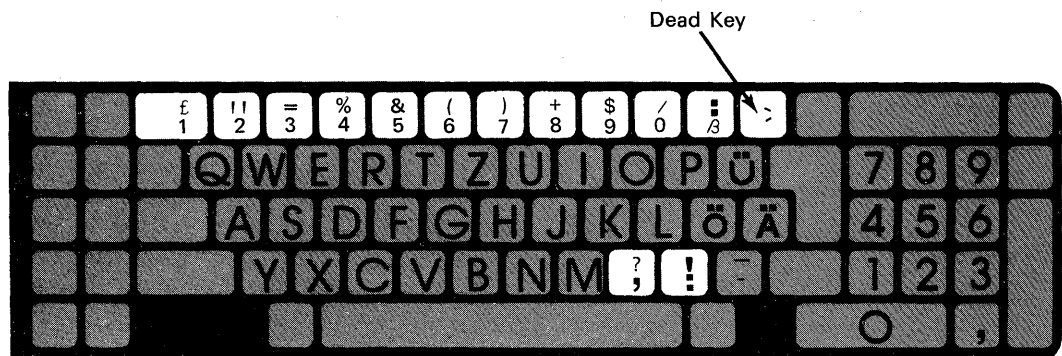 Dead Key
£ " = % & ( ) + $ / :
1 2 3 4 5 6 7 8 9 0 ß
Q W E R T Z U I O P Ü 7 8 9
A S D F G H J K L Ö Ä 4 5 6
Y X C V B N M ? ; ! _ - 1 2 3
0 ,